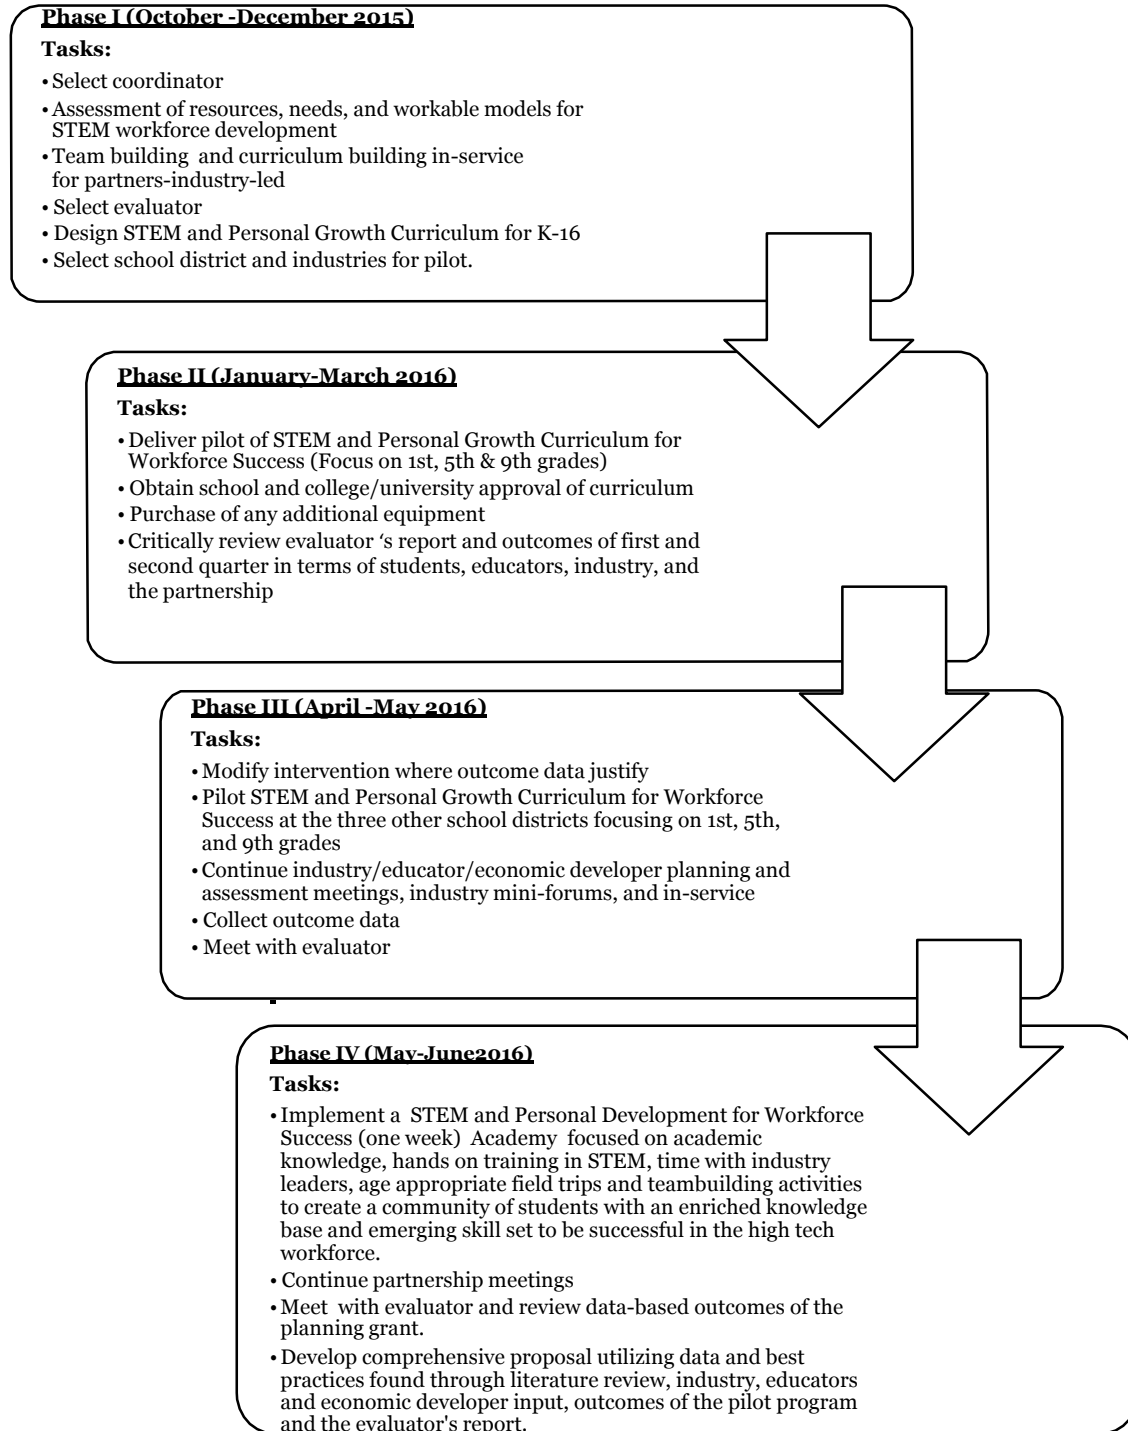 Phase I (October -December 2015)
Tasks:
• Select coordinator
• Assessment of resources, needs, and workable models for
STEM workforce development
• Team building  and curriculum building in-service
for partners-industry-led
• Select evaluator
• Design STEM and Personal Growth Curriculum for K-16
• Select school district and industries for pilot.
Phase II (January-March 2016)
Tasks:
• Deliver pilot of STEM and Personal Growth Curriculum for
Workforce Success (Focus on 1st, 5th & 9th grades)
• Obtain school and college/university approval of curriculum
• Purchase of any additional equipment
• Critically review evaluator ‘s report and outcomes of first and
second quarter in terms of students, educators, industry, and
the partnership
Phase III (April -May 2016)
Tasks:
• Modify intervention where outcome data justify
• Pilot STEM and Personal Growth Curriculum for Workforce
Success at the three other school districts focusing on 1st, 5th,
and 9th grades
• Continue industry/educator/economic developer planning and
assessment meetings, industry mini-forums, and in-service
• Collect outcome data
• Meet with evaluator
Phase IV (May-June2016)
Tasks:
• Implement a  STEM and Personal Development for Workforce
Success (one week)  Academy  focused on academic
knowledge, hands on training in STEM, time with industry
leaders, age appropriate field trips and teambuilding activities
to create a community of students with an enriched knowledge
base and emerging skill set to be successful in the high tech
workforce.
• Continue partnership meetings
• Meet  with evaluator and review data-based outcomes of the
planning grant.
• Develop comprehensive proposal utilizing data and best
practices found through literature review, industry, educators
and economic developer input, outcomes of the pilot program
and the evaluator's report.